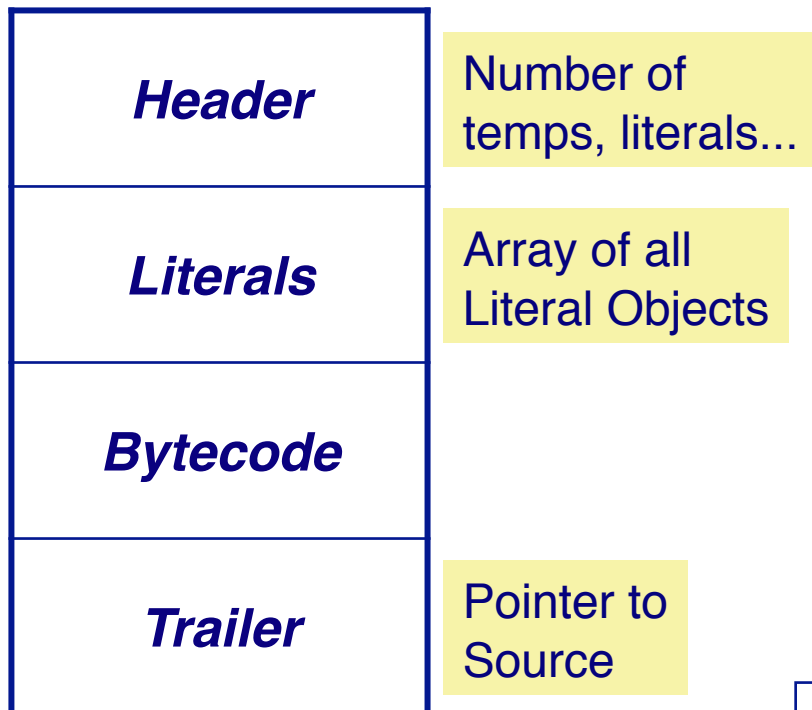 Header
Number of
temps, literals...
Literals
Array of all
Literal Objects
Bytecode
Trailer
Pointer to
Source